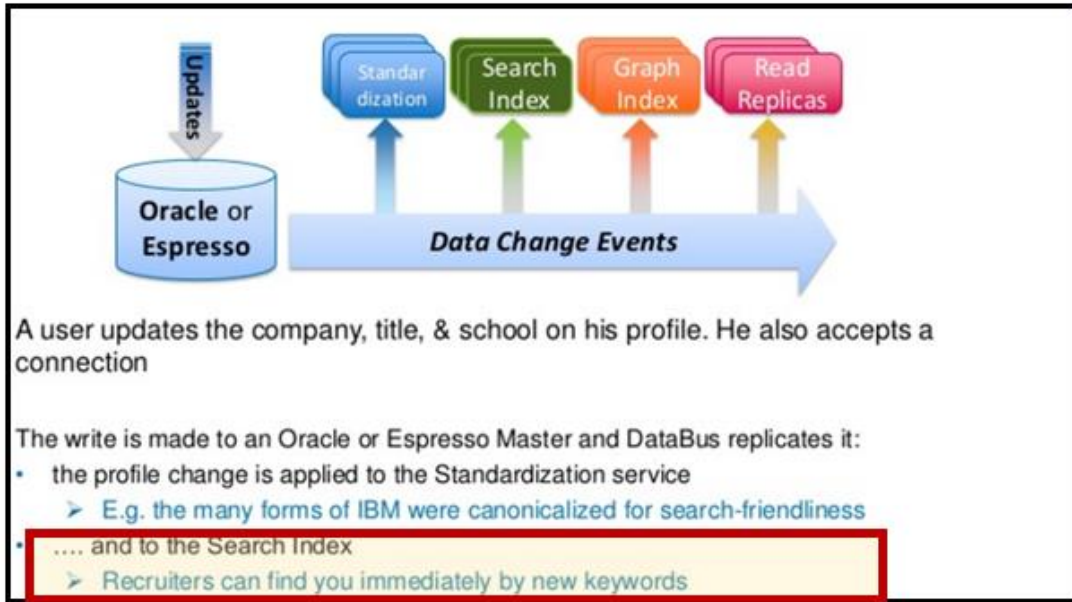 Updates
Standar
dization
Search
Index
Graph
Index
Read
Replicas
Oracle or
Espresso
Data Change Events
A user updates the company, title, & school on his profile. He also accepts a
connection
The write is made to an Oracle or Espresso Master and DataBus replicates it:
• the profile change is applied to the Standardization service
➢ E.g. the many forms of IBM were canonicalized for search-friendliness
• .... and to the Search Index
➢ Recruiters can find you immediately by new keywords